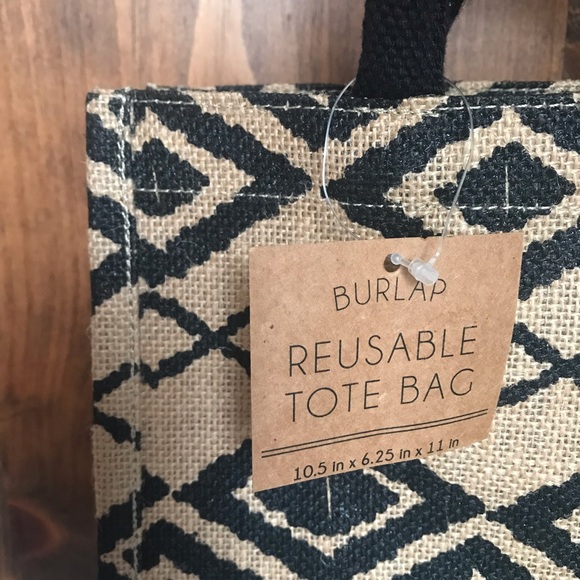 BURLAP
REUSABLE
TOTE BAG
10.5 in x 6.25 in x 11 in